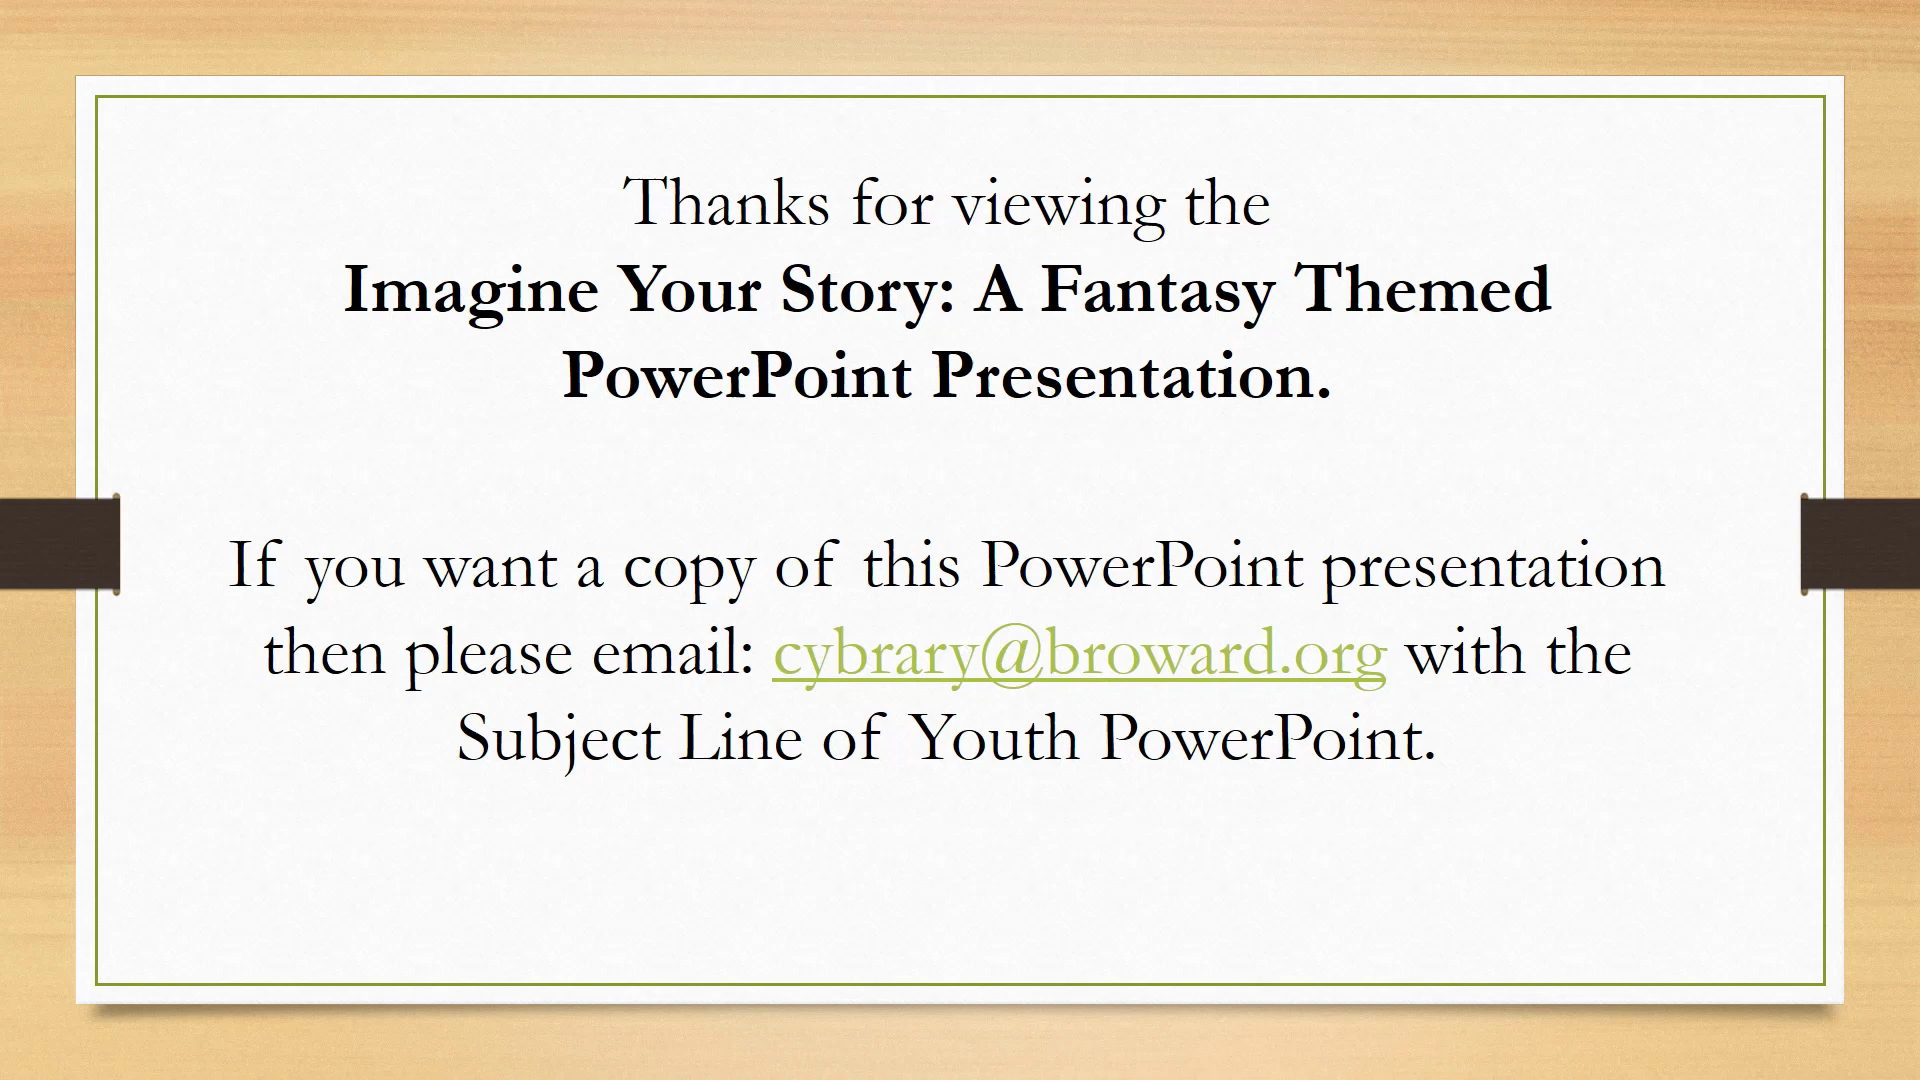 Thanks for viewing the
Imagine Your Story: A Fantasy Themed
PowerPoint Presentation.
If you want a copy of this PowerPoint presentation
then please email: cybrary@broward.org with the
Subject Line of Youth PowerPoint.